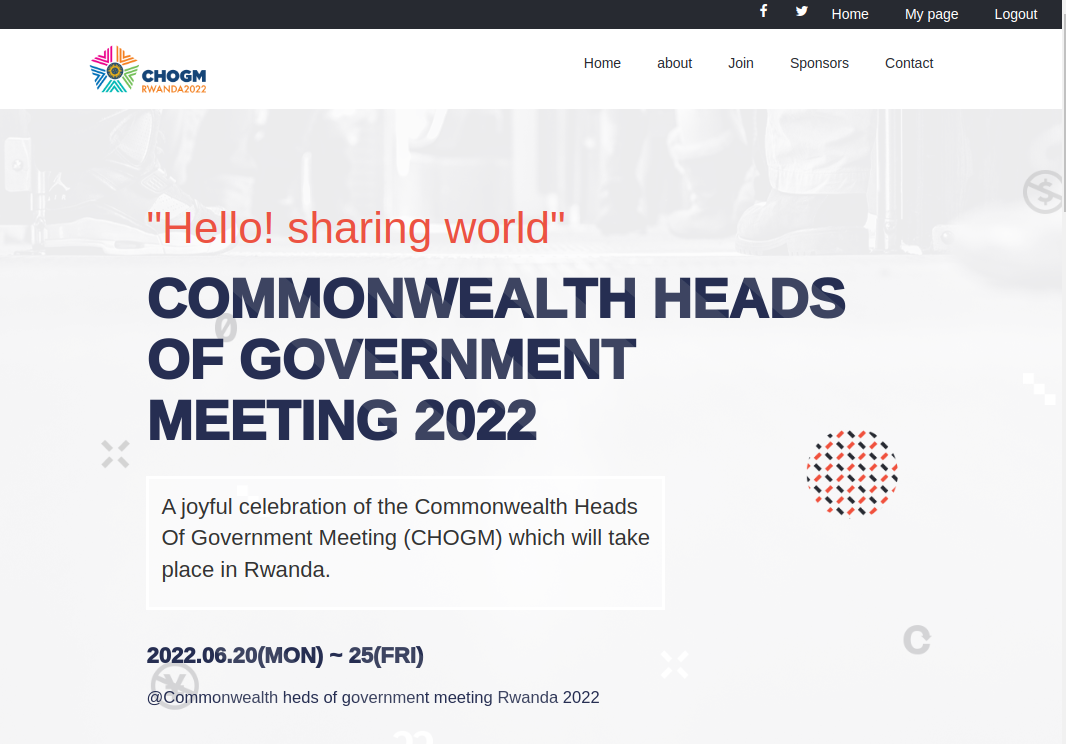 Home My page Logout
CHOGM
RWANDA2022
Home about Join Sponsors Contact
"Hello! sharing world"
COMMONWEALTH HEADS
OF GOVERNMENT
MEETING 2022
A joyful celebration of the Commonwealth Heads
Of Government Meeting (CHOGM) which will take
place in Rwanda.
2022.06.20(MON) ~ 25(FRI)
@Commonwealth heds of government meeting Rwanda 2022